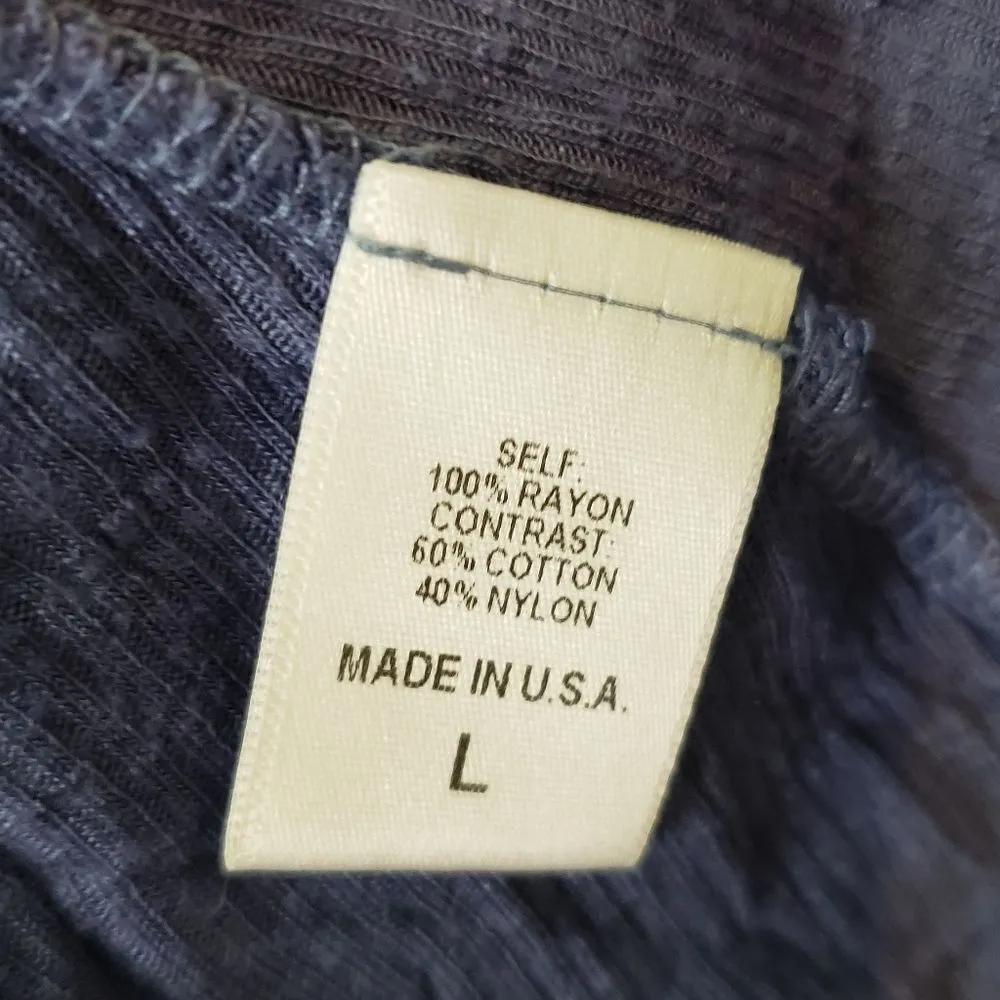 SELF:
100% RAYON
CONTRAST:
60% COTTON
40% NYLON
MADE IN U.S.A.
L